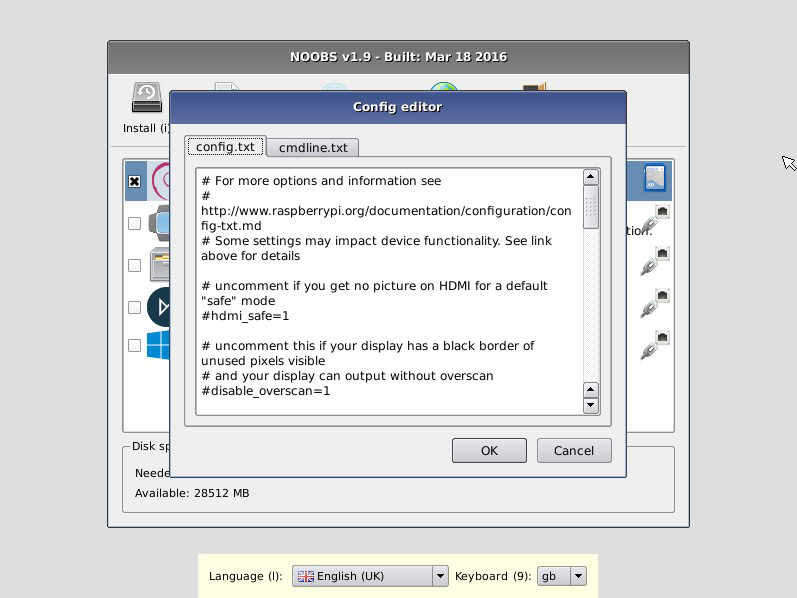 NOOBS v1.9 - Built: Mar 18 2016
Install (i)
Config editor
config.txt
cmdline.txt
# For more options and information see
#
http://www.raspberrypi.org/documentation/configuration/con
fig-txt.md
# Some settings may impact device functionality. See link
above for details
# uncomment if you get no picture on HDMI for a default
"safe" mode
#hdmi_safe=1
# uncomment this if your display has a black border of
unused pixels visible
# and your display can output without overscan
#disable_overscan=1
OK
Cancel
Disk sp
Neede
Available: 28512 MB
Language (l):
English (UK)
Keyboard (9):
gb